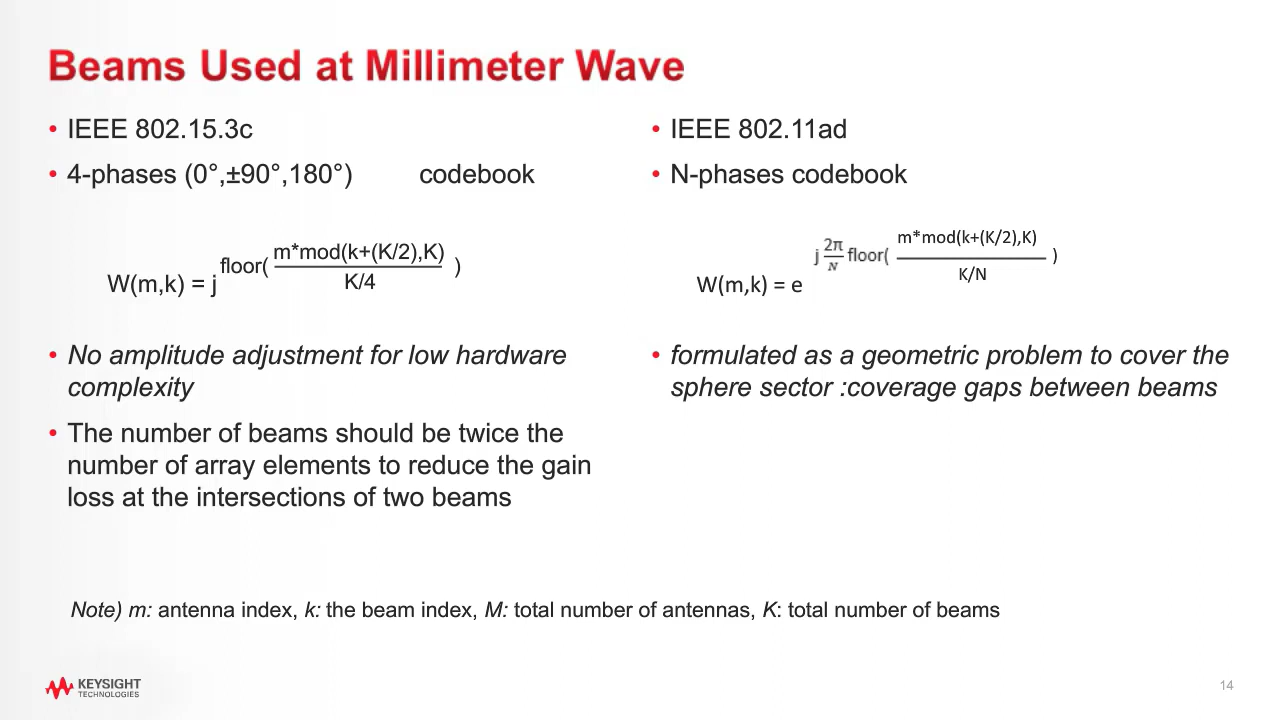 Beams Used at Millimeter Wave
• IEEE 802.15.3c
• 4-phases (0°,±90°,180°) codebook
W(m,k) = j
floor( m*mod(k+(K/2),K) )
K/4
• No amplitude adjustment for low hardware
complexity
• The number of beams should be twice the
number of array elements to reduce the gain
loss at the intersections of two beams
• IEEE 802.11ad
• N-phases codebook
W(m,k) = e
j 2π floor( m*mod(k+(K/2),K) )
N K/N
• formulated as a geometric problem to cover the
sphere sector :coverage gaps between beams
Note) m: antenna index, k: the beam index, M: total number of antennas, K: total number of beams
KEYSIGHT
TECHNOLOGIES
14